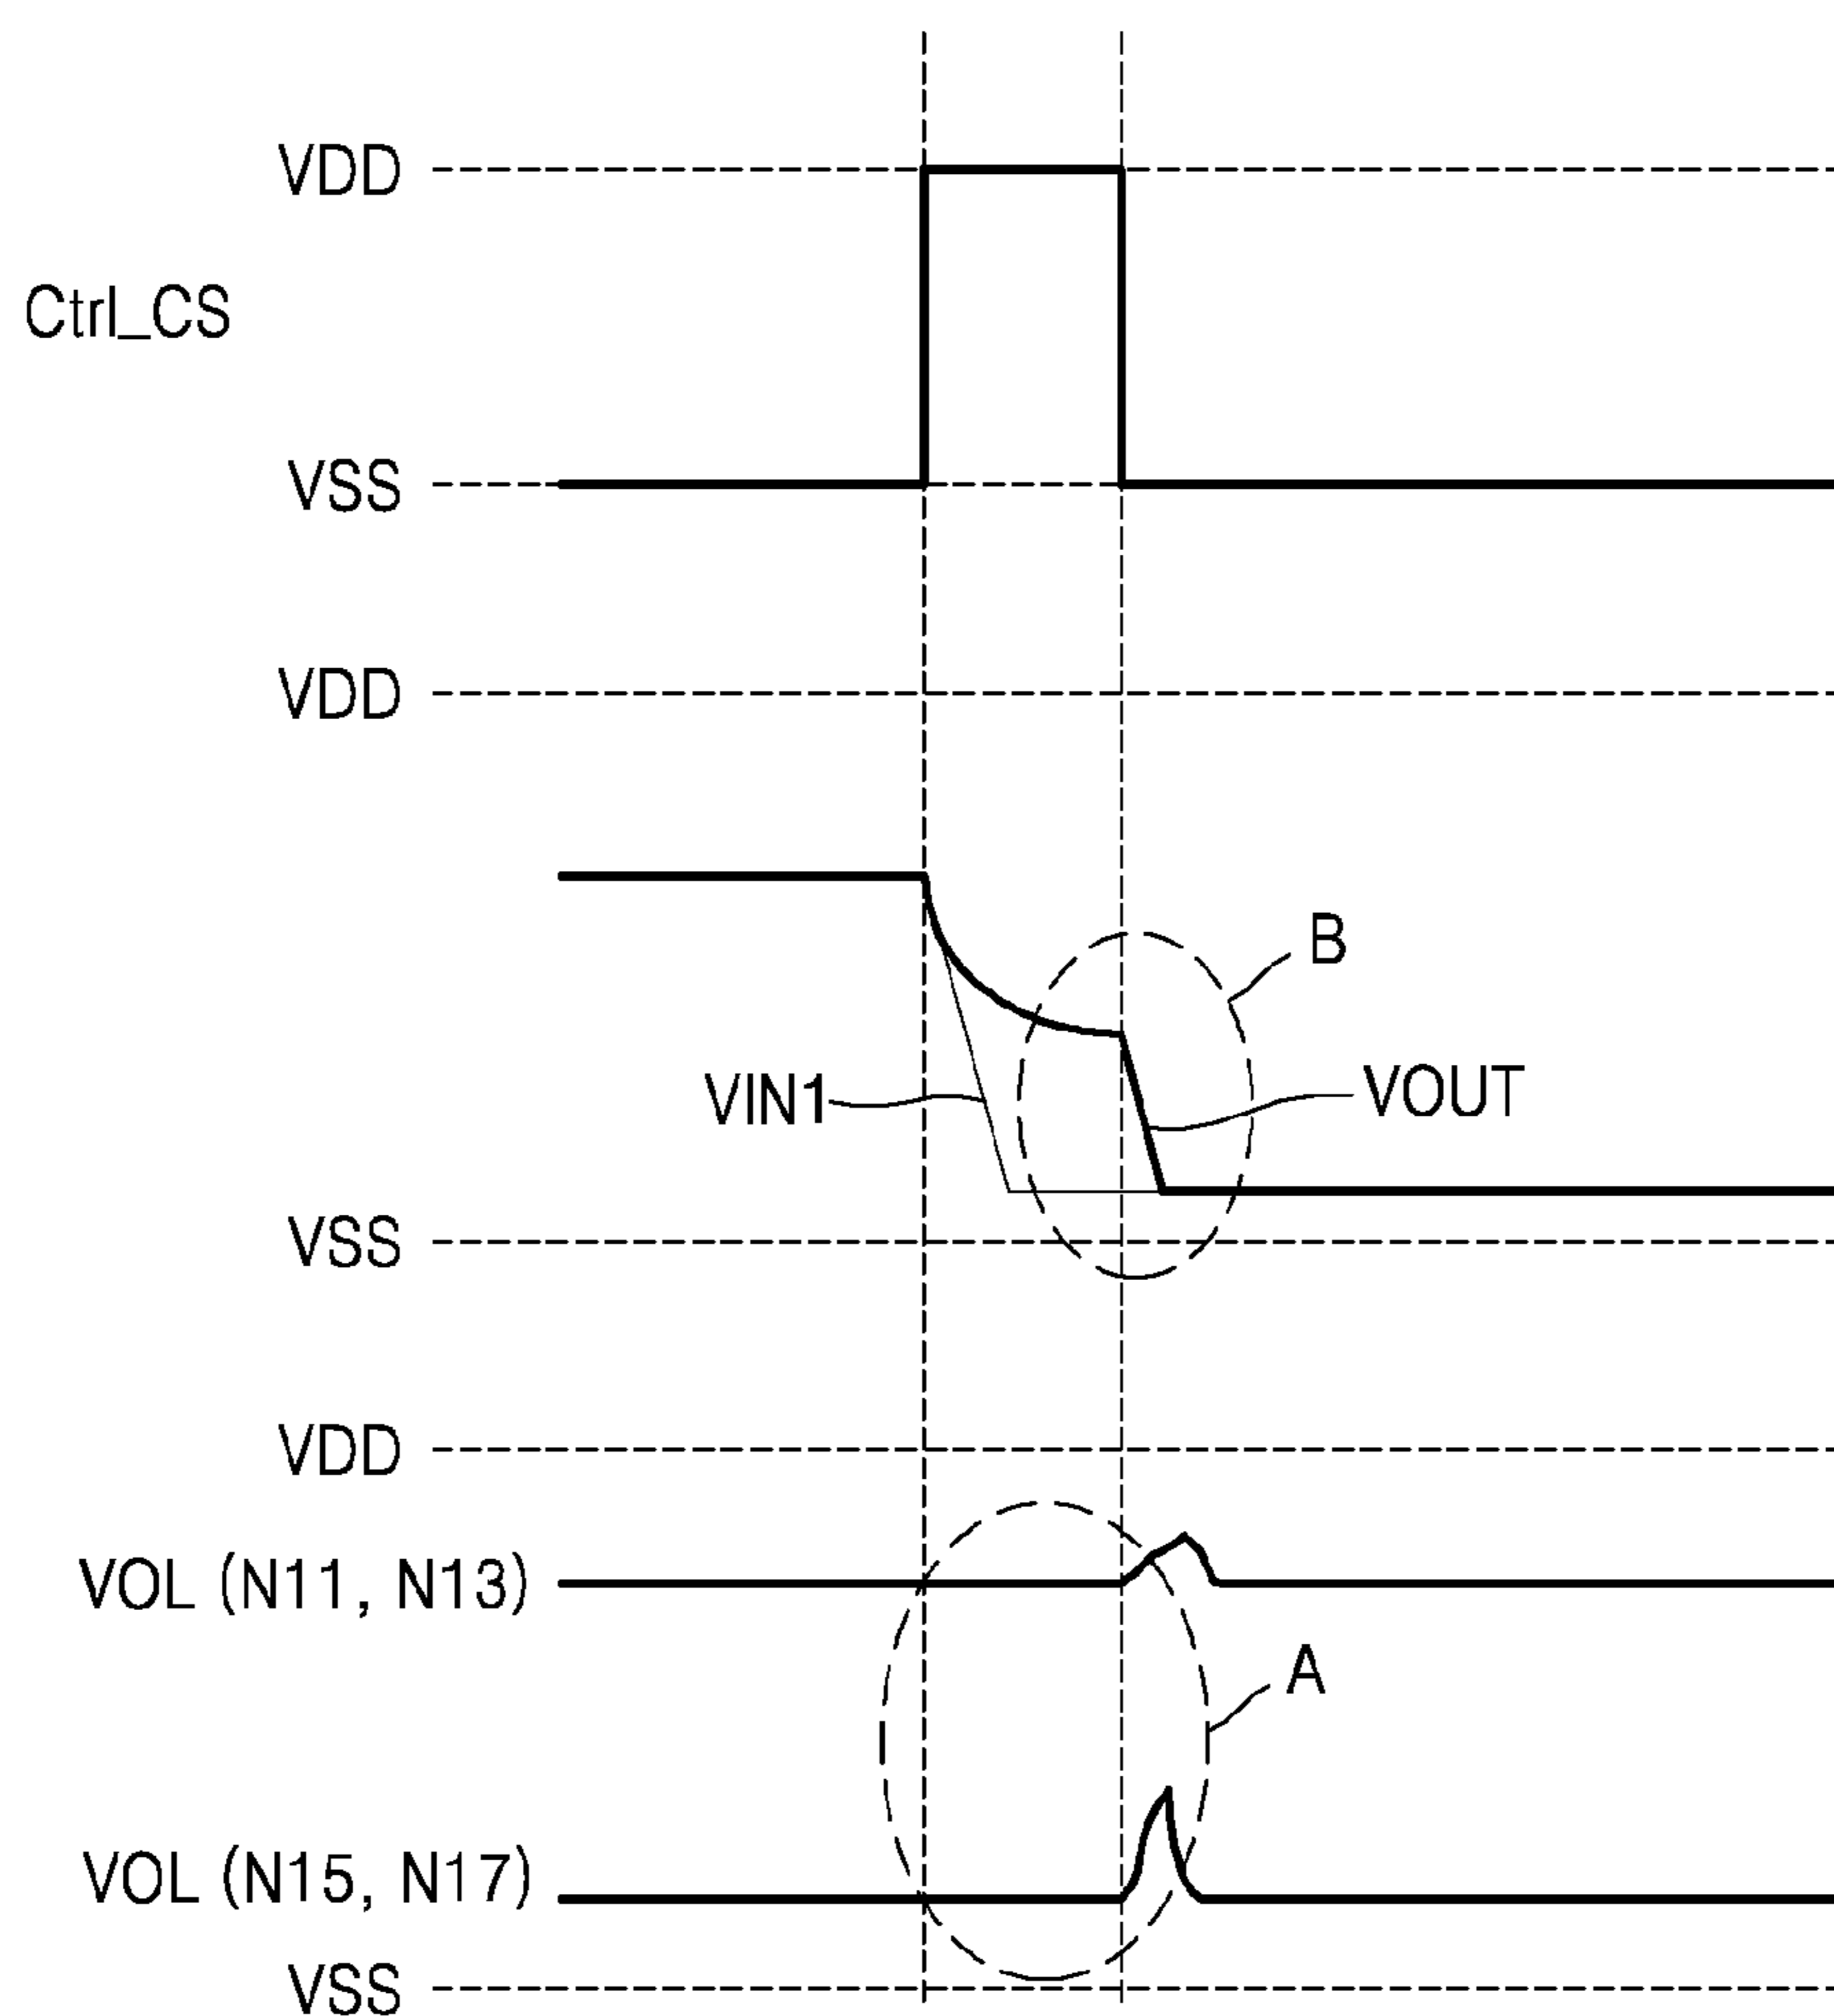 VDD
Ctrl_CS
VSS
VDD
B
VIN1
VOUT
VSS
VDD
VOL (N11, N13)
A
VOL (N15, N17)
VSS